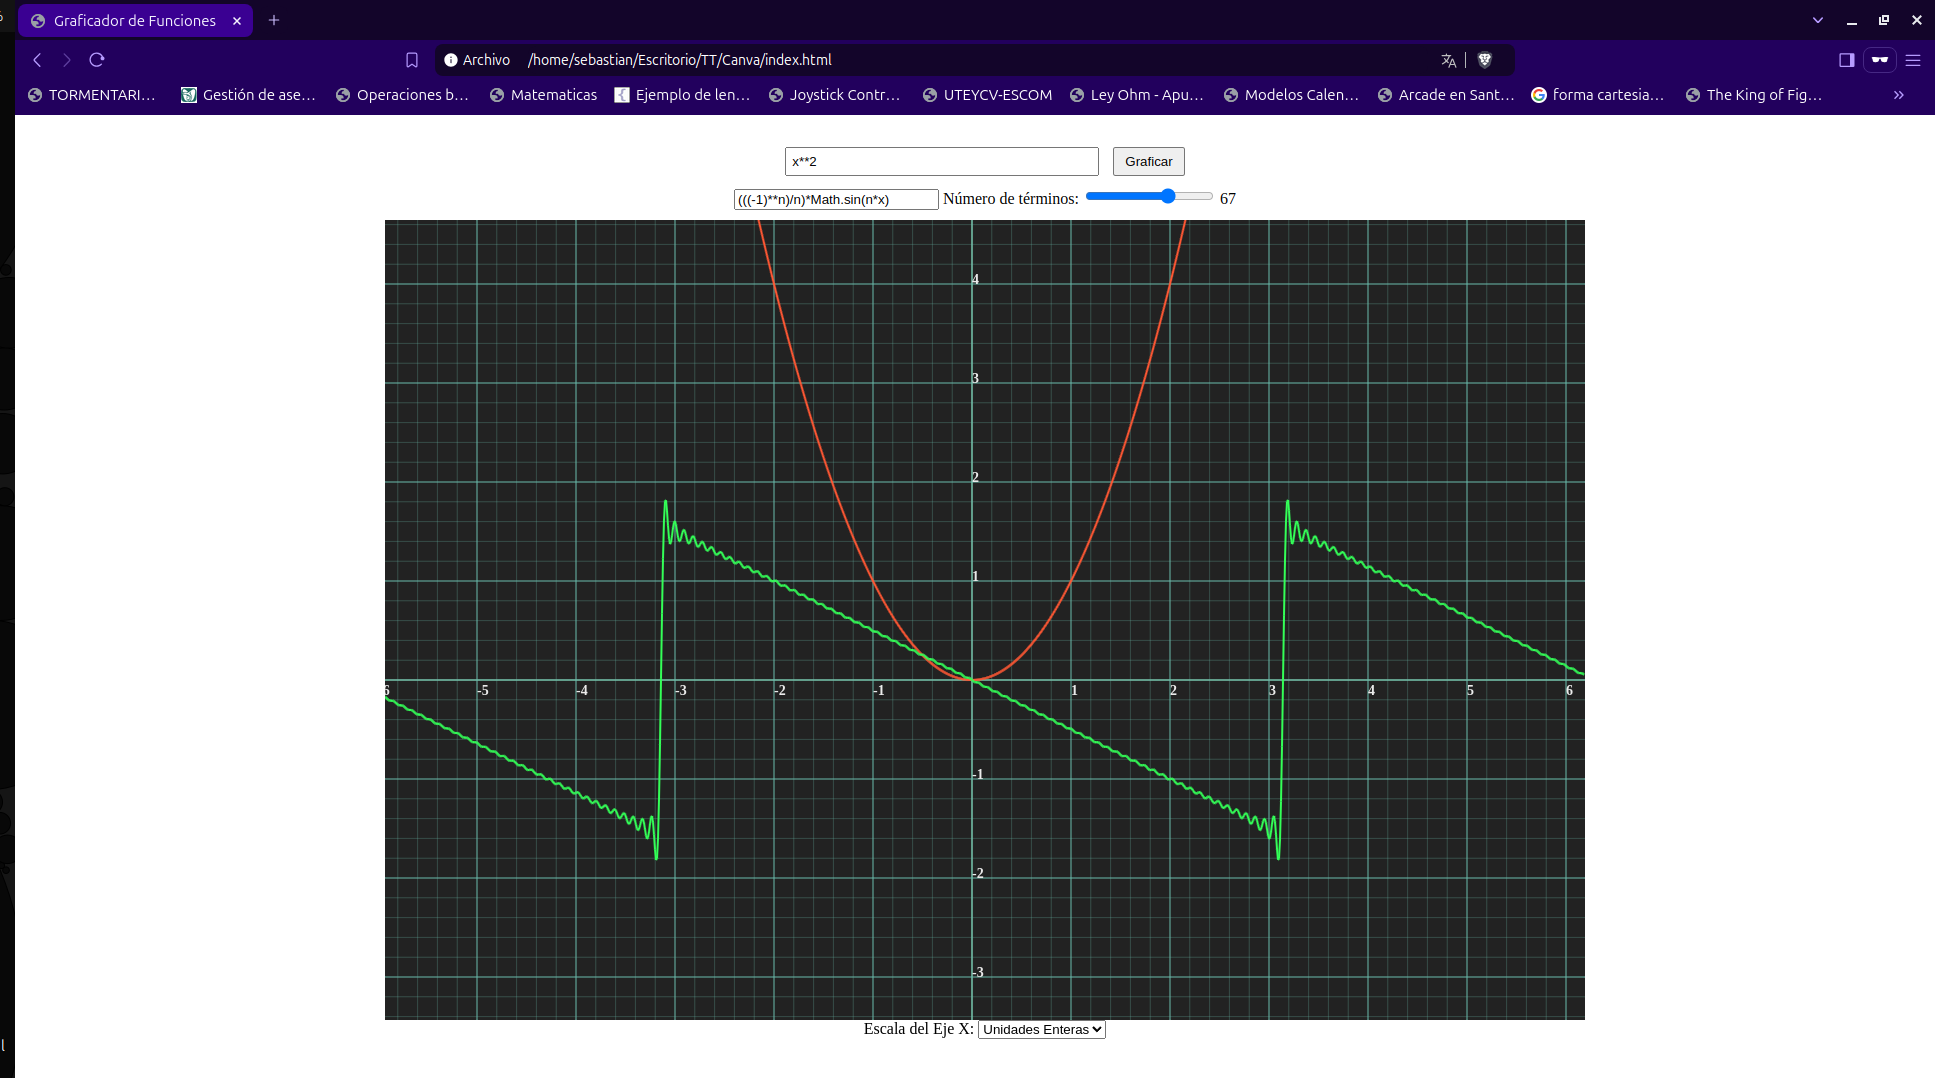 Graficador de Funciones
Archivo /home/sebastian/Escritorio/TT/Canva/index.html
TORMENTARI... Gestión de ase... Operaciones b... Matematicas Ejemplo de len... Joystick Contr... UTEYCV-ESCOM Ley Ohm - Apu... Modelos Calen... Arcade en Sant... forma cartesia... The King of Fig... »
x**2 Graficar
(((-1)**n)/n)*Math.sin(n*x) Número de términos: 67
4
3
2
1
6 -5 -4 -3 -2 -1 1 2 3 4 5 6
-1
-2
-3
Escala del Eje X: Unidades Enteras